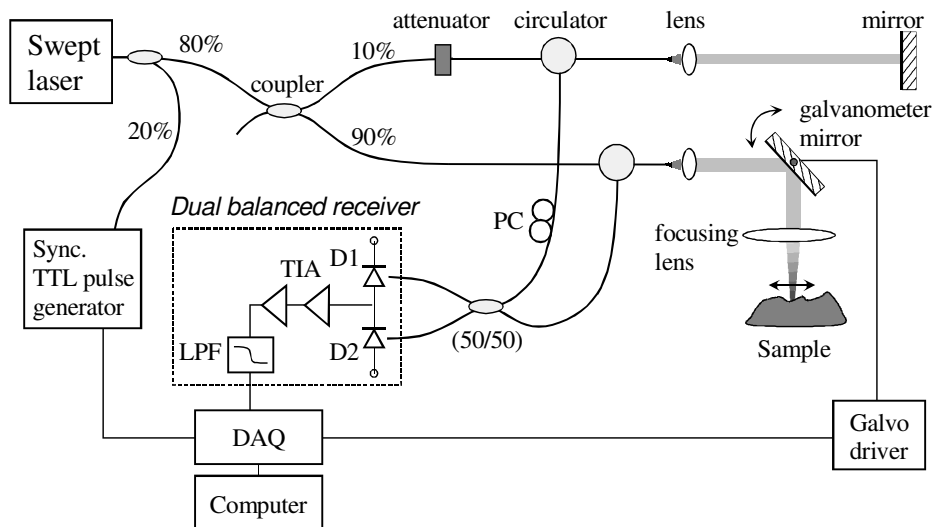 Swept
laser
80%
20%
coupler
10%
90%
attenuator
circulator
lens
mirror
galvanometer
mirror
Dual balanced receiver
PC
focusing
lens
Sync.
TTL pulse
generator
TIA
D1
D2
LPF
(50/50)
Sample
DAQ
Galvo
driver
Computer